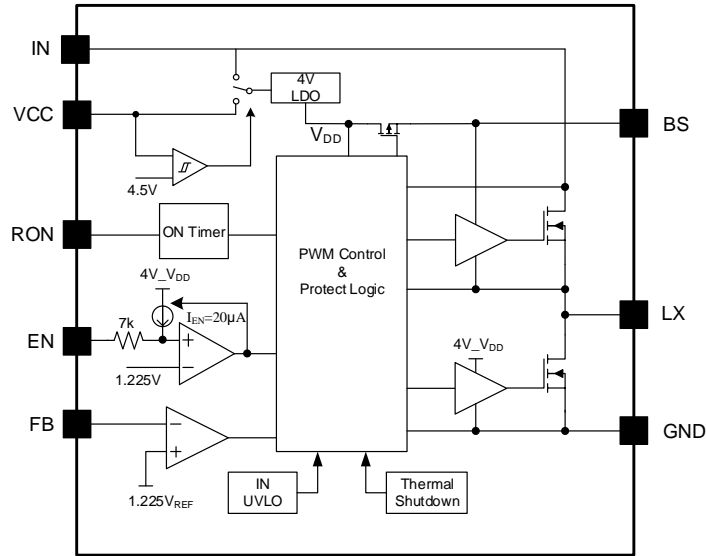 IN
VCC
4V
LDO
BS
V_DD
4.5V
RON
ON Timer
PWM Control
&
Protect Logic
4V_V_DD
I_EN=20µA
LX
7k
EN
+
−
1.225V
4V_V_DD
FB
−
+
GND
1.225V_REF
IN
UVLO
Thermal
Shutdown